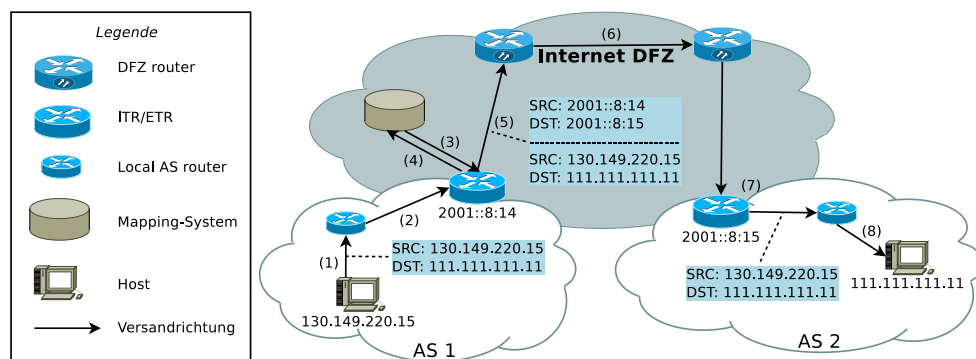 Legende
DFZ router
ITR/ETR
Local AS router
Mapping-System
Host
Versandrichtung
(6)
Internet DFZ
(5)
SRC: 2001::8:14
DST: 2001::8:15
SRC: 130.149.220.15
DST: 111.111.111.11
(3)
(4)
2001::8:14
(2)
(1)
SRC: 130.149.220.15
DST: 111.111.111.11
130.149.220.15
AS 1
(7)
2001::8:15
(8)
SRC: 130.149.220.15
DST: 111.111.111.11
111.111.111.11
AS 2